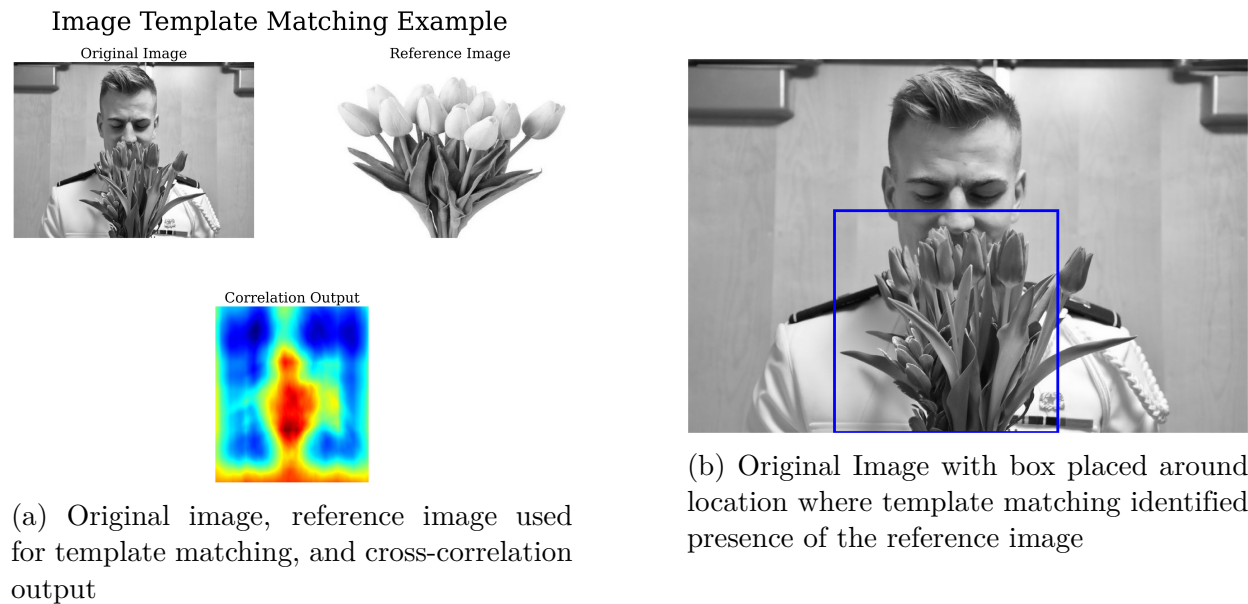 Image Template Matching Example
Original Image
Reference Image
Correlation Output
(a) Original image, reference image used
for template matching, and cross-correlation
output
(b) Original Image with box placed around
location where template matching identified
presence of the reference image